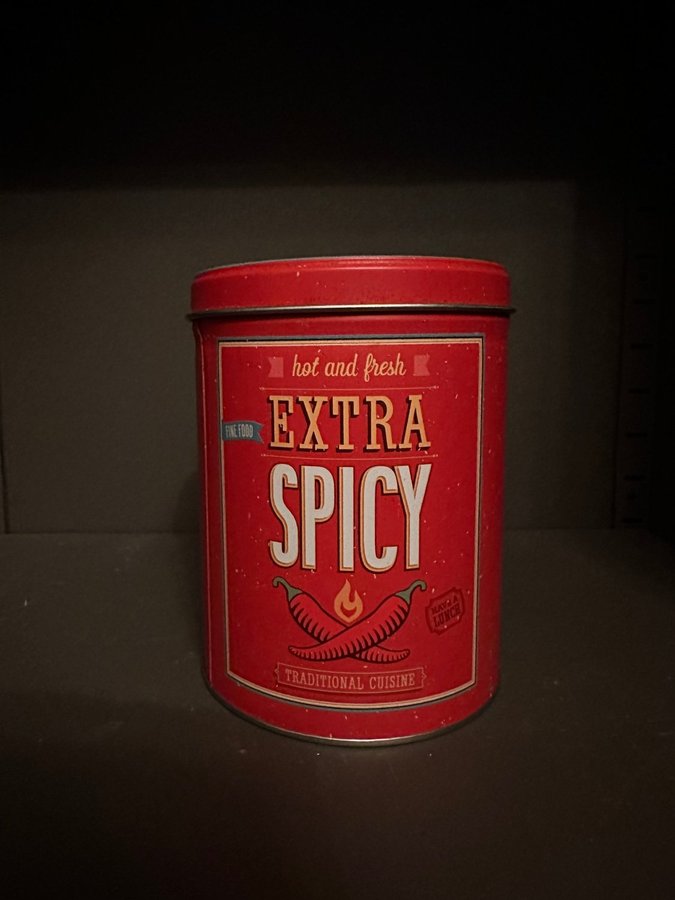 hot and fresh
EXTRA
FINE FOOD
SPICY
HAVE A
LUNCH
TRADITIONAL CUISINE